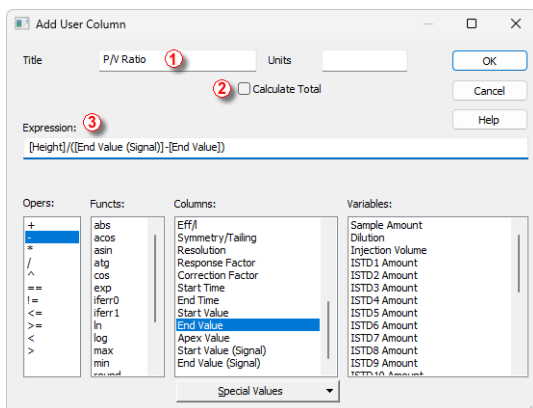 Add User Column
Title P/V Ratio 1 Units OK
2 Calculate Total Cancel
Expression: 3 Help
[Height]/([End Value (Signal)]-[End Value])
Opers: Functs: Columns: Variables:
+ abs Eff/l Sample Amount
- acos Symmetry/Tailing Dilution
* asin Resolution Injection Volume
/ atg Response Factor ISTD1 Amount
^ cos Correction Factor ISTD2 Amount
== exp Start Time ISTD3 Amount
!= iferr0 End Time ISTD4 Amount
<= iferr1 Start Value ISTD5 Amount
>= ln End Value ISTD6 Amount
< log Apex Value ISTD7 Amount
> max Start Value (Signal) ISTD8 Amount
min End Value (Signal) ISTD9 Amount
round ISTD10 Amount
Special Values